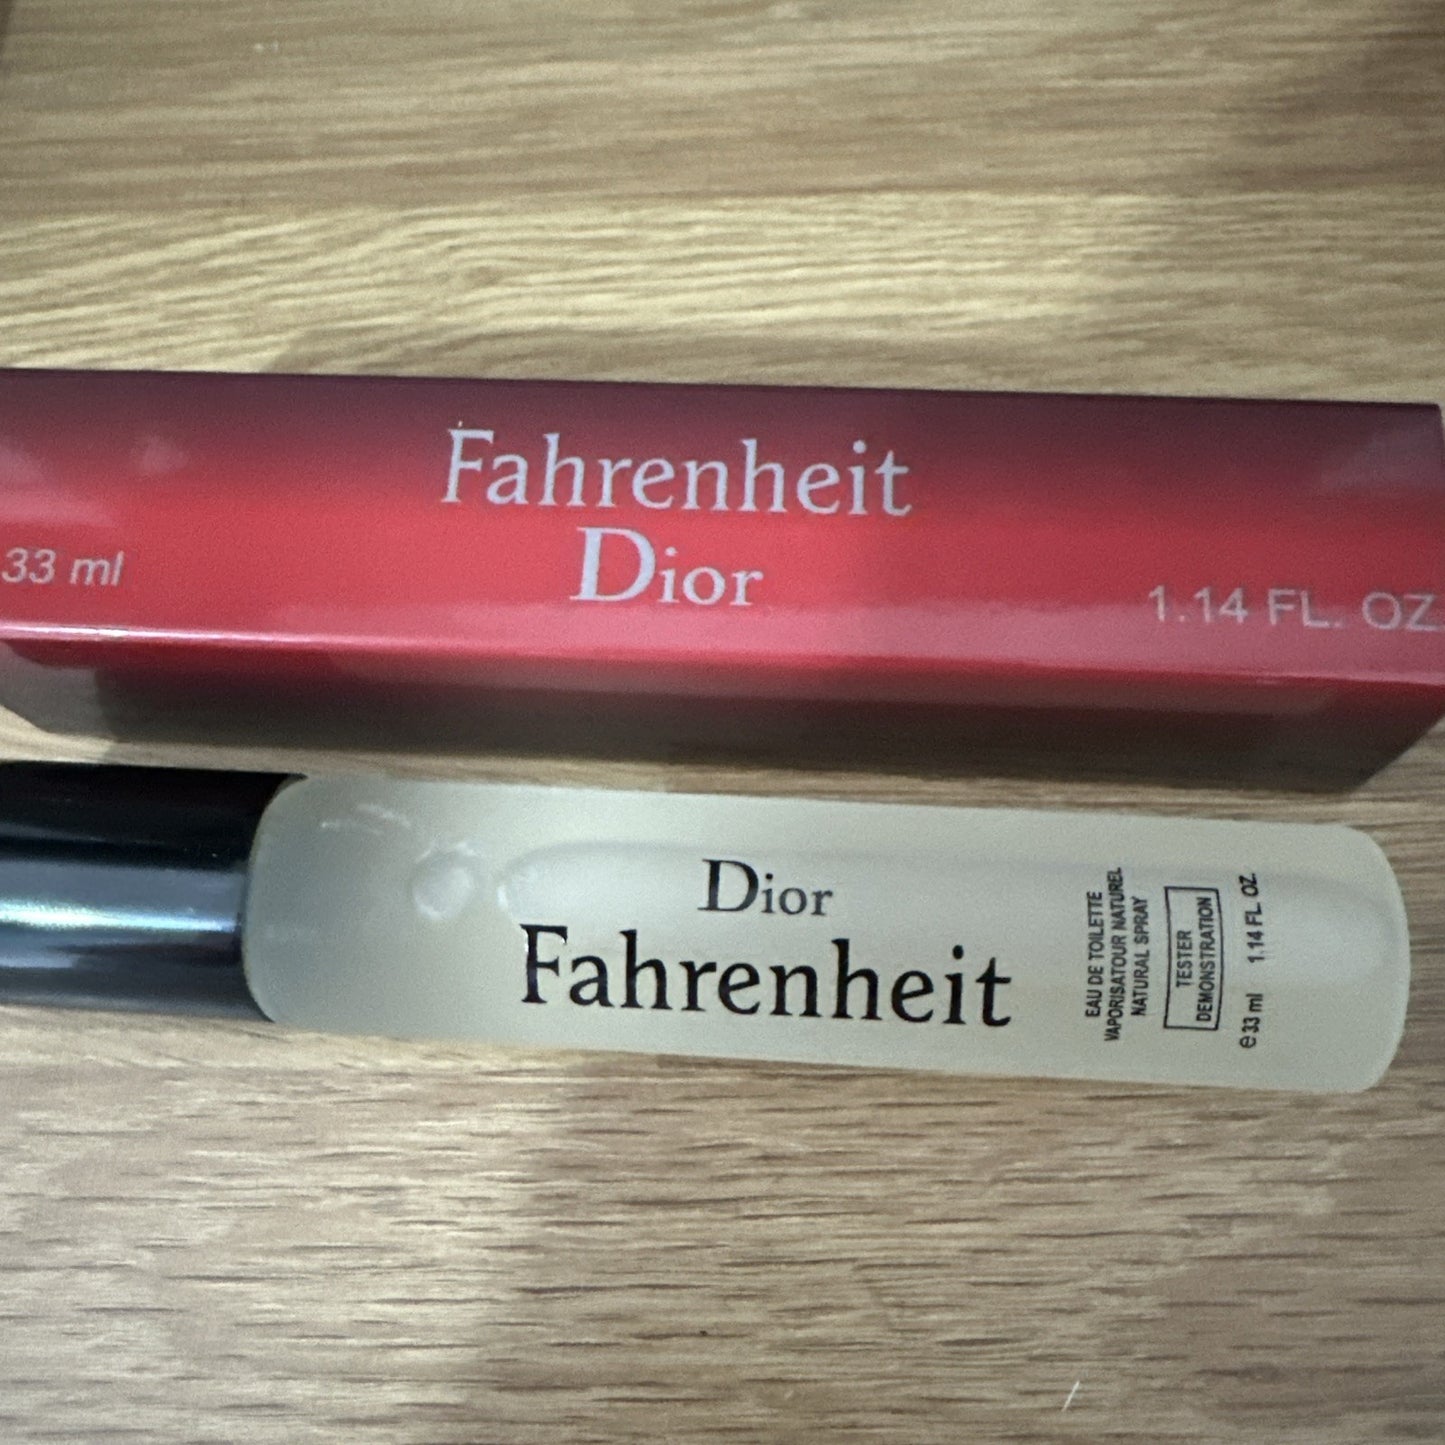 Fahrenheit
Dior
33 ml
1.14 FL. OZ.
Dior
Fahrenheit
EAU DE TOILETTE
VAPORISATOUR NATUREL
NATURAL SPRAY
TESTER
DEMONSTRATION
e 33 ml 1.14 FL. OZ.